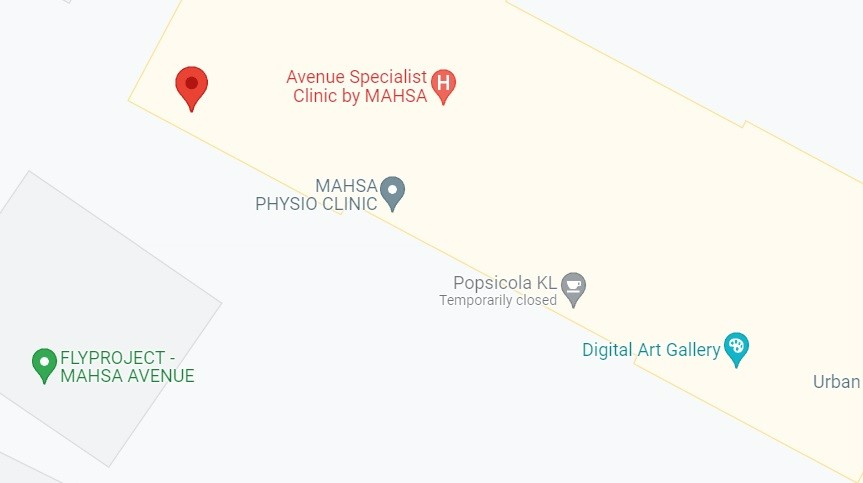 Avenue Specialist
Clinic by MAHSA
MAHSA
PHYSIO CLINIC
Popsicola KL
Temporarily closed
Digital Art Gallery
FLYPROJECT -
MAHSA AVENUE
Urban